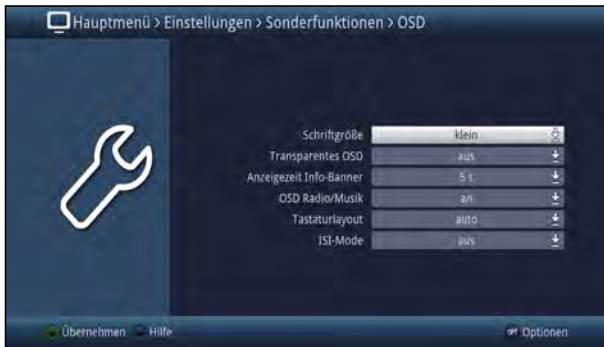 Hauptmenü > Einstellungen > Sonderfunktionen > OSD
Schriftgröße klein
Transparentes OSD aus
Anzeigezeit Info-Banner 5 s
OSD Radio/Musik an
Tastaturlayout auto
ISI-Mode aus
Übernehmen Hilfe OPT Optionen